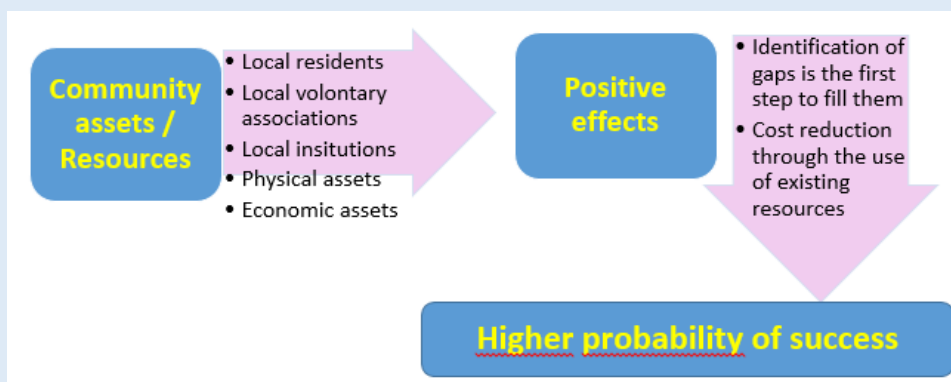 Community
assets /
Resources
• Local residents
• Local volontary
associations
• Local insitutions
• Physical assets
• Economic assets
Positive
effects
• Identification of
gaps is the first
step to fill them
• Cost reduction
through the use
of existing
resources
Higher probability of success